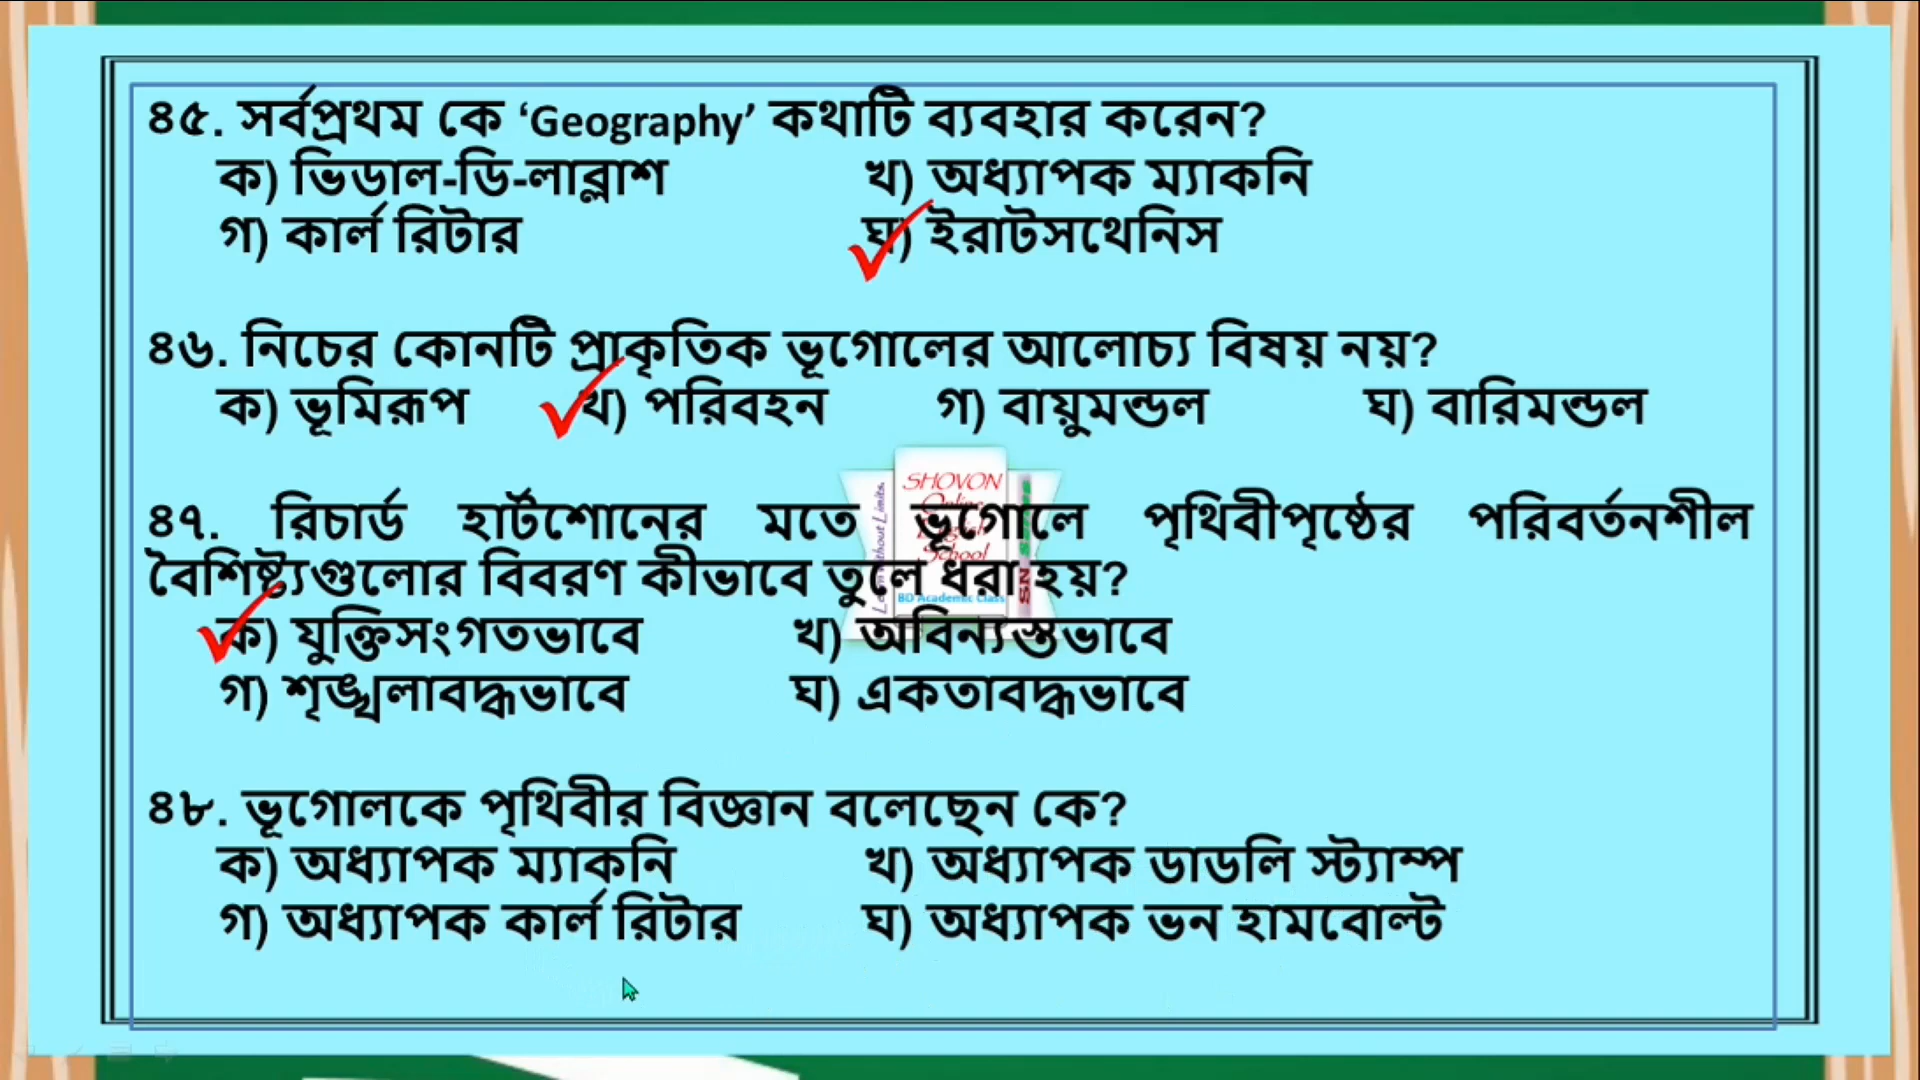 ৪৫. সর্বপ্রথম কে ‘Geography’ কথাটি ব্যবহার করেন?
ক) ভিডাল-ডি-লাব্লাশ খ) অধ্যাপক ম্যাকনি
গ) কার্ল রিটার ঘ) ইরাটসথেনিস
৪৬. নিচের কোনটি প্রাকৃতিক ভূগোলের আলোচ্য বিষয় নয়?
ক) ভূমিরূপ খ) পরিবহন গ) বায়ুমন্ডল ঘ) বারিমন্ডল
৪৭. রিচার্ড হার্টশোনের মতে ভূগোলে পৃথিবীপৃষ্ঠের পরিবর্তনশীল
বৈশিষ্ট্যগুলোর বিবরণ কীভাবে তুলে ধরা হয়?
ক) যুক্তিসংগতভাবে খ) অবিন্যস্তভাবে
গ) শৃঙ্খলাবদ্ধভাবে ঘ) একতাবদ্ধভাবে
৪৮. ভূগোলকে পৃথিবীর বিজ্ঞান বলেছেন কে?
ক) অধ্যাপক ম্যাকনি খ) অধ্যাপক ডাডলি স্ট্যাম্প
গ) অধ্যাপক কার্ল রিটার ঘ) অধ্যাপক ভন হামবোল্ট
SHOVON
Online
English
School
BD Academic Class